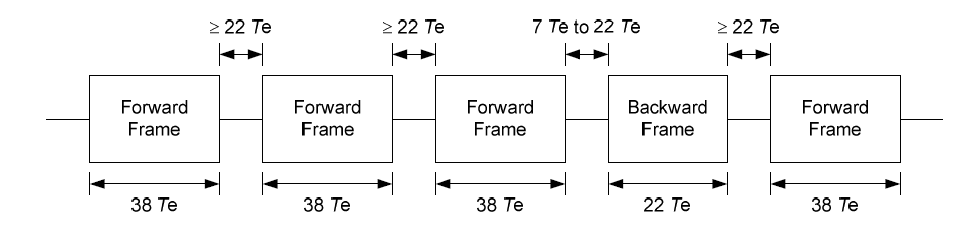 ≥ 22 Te ≥ 22 Te 7 Te to 22 Te ≥ 22 Te
Forward Forward Forward Backward Forward
Frame Frame Frame Frame Frame
38 Te 38 Te 38 Te 22 Te 38 Te